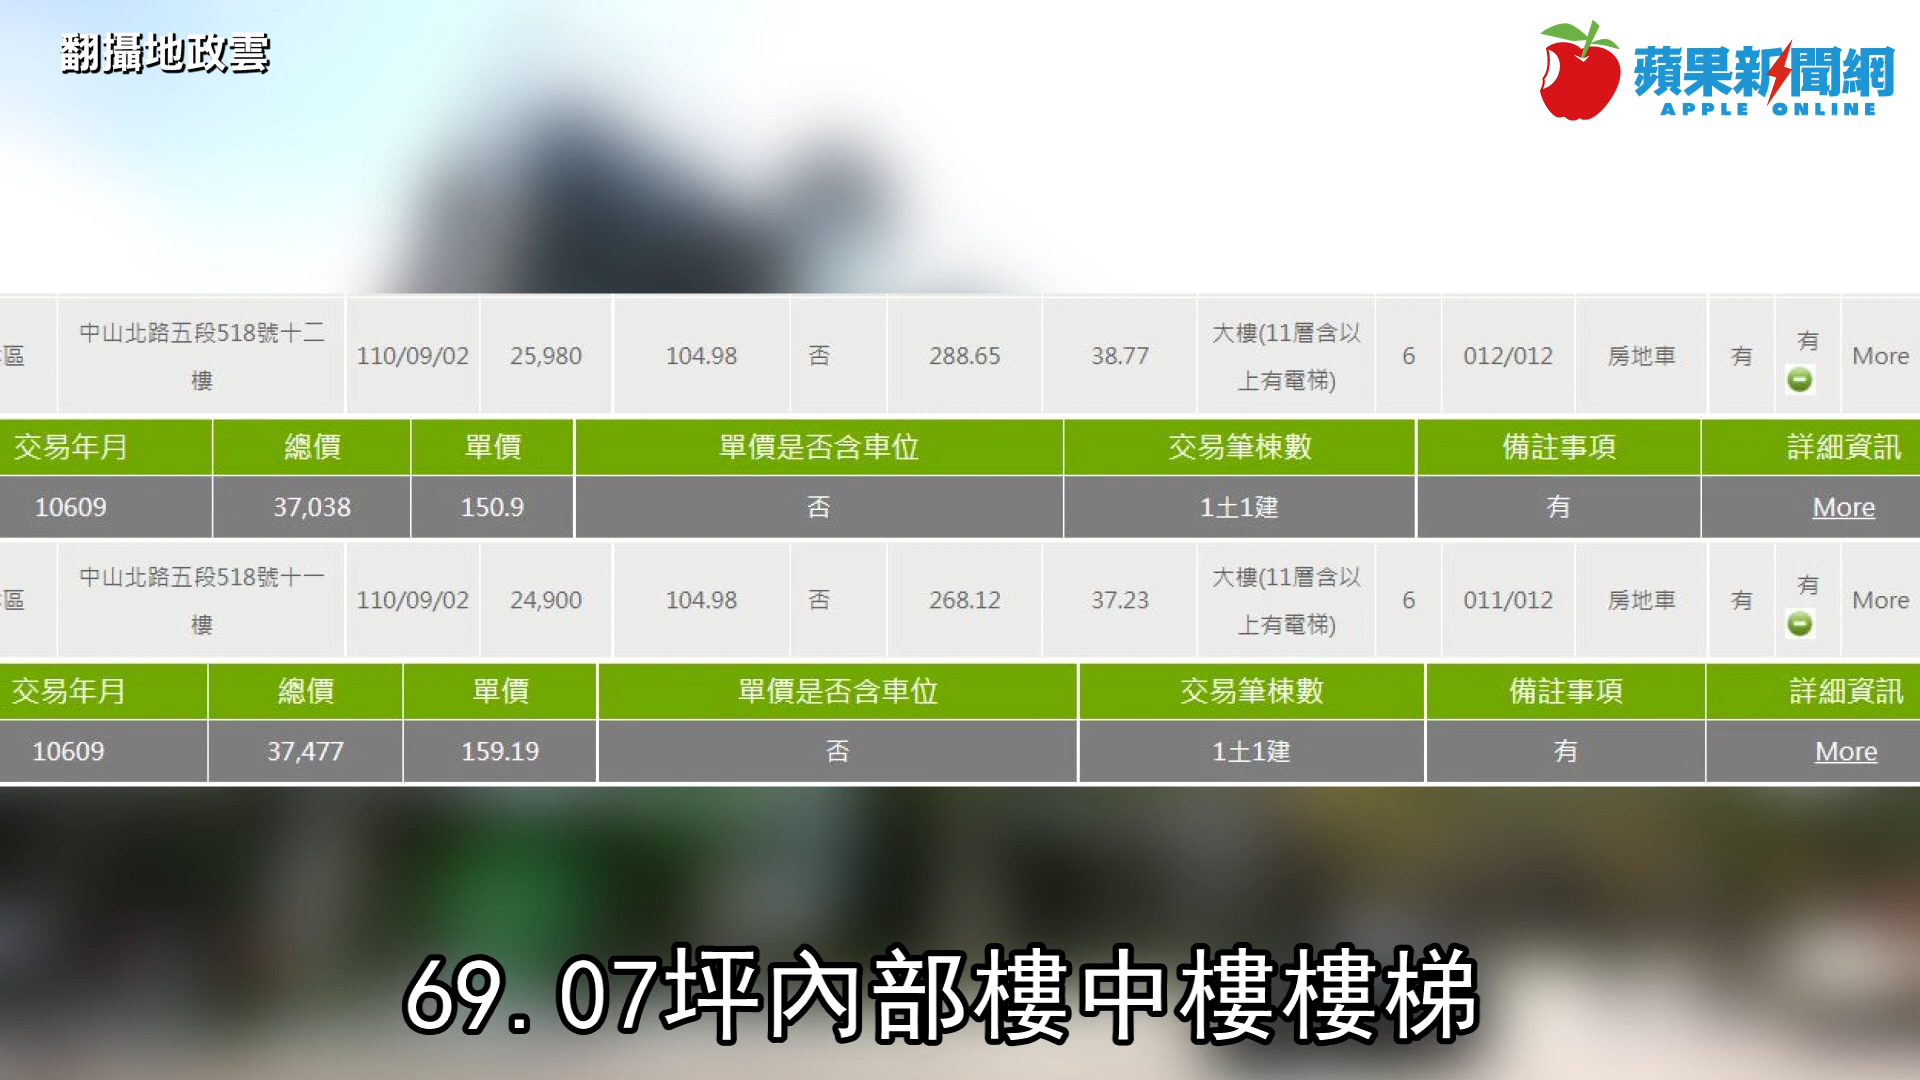 翻攝地政雲
蘋果新聞網
APPLE ONLINE
區 中山北路五段518號十二樓 110/09/02 25,980 104.98 否 288.65 38.77 大樓(11層含以上有電梯) 6 012/012 房地車 有 有 More
交易年月 總價 單價 單價是否含車位 交易筆棟數 備註事項 詳細資訊
10609 37,038 150.9 否 1土1建 有 More
區 中山北路五段518號十一樓 110/09/02 24,900 104.98 否 268.12 37.23 大樓(11層含以上有電梯) 6 011/012 房地車 有 有 More
交易年月 總價 單價 單價是否含車位 交易筆棟數 備註事項 詳細資訊
10609 37,477 159.19 否 1土1建 有 More
69.07坪內部樓中樓樓梯